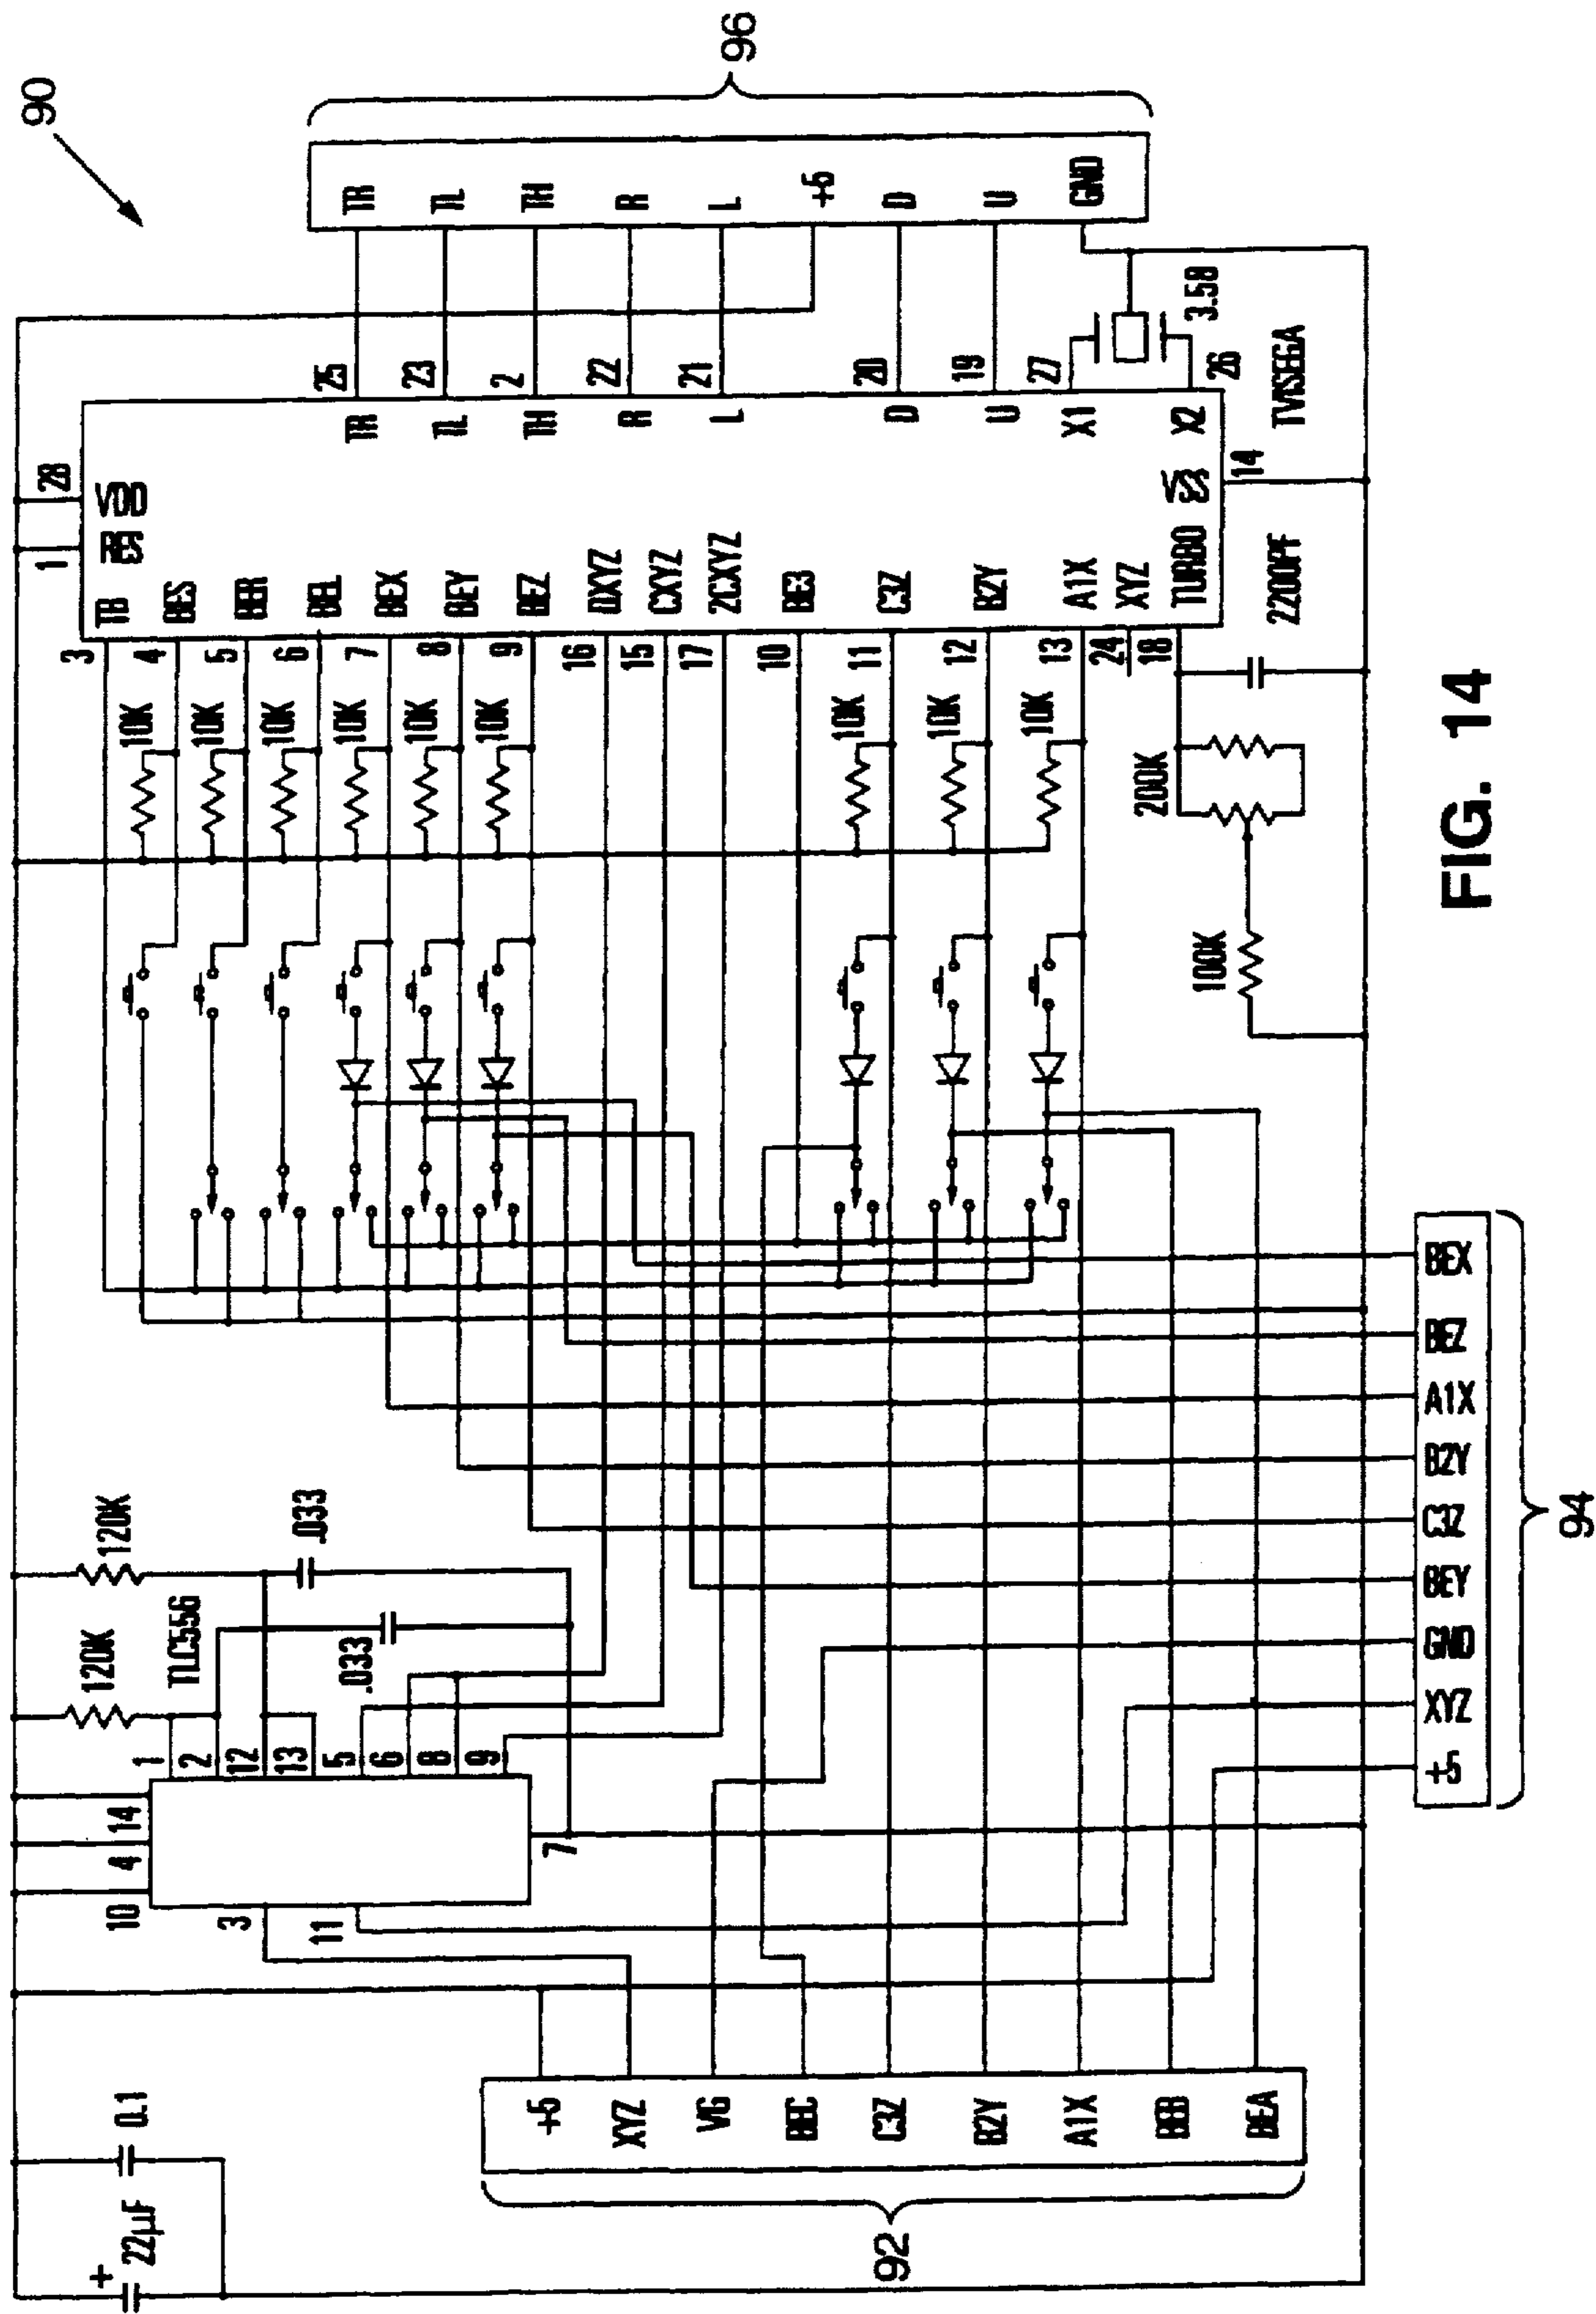 90
96
TR
TL
TH
R
L
+5
D
U
GND
25
23
2
22
21
20
19
27
26
3.58
TVISEGA
28
1
14
VDD
RES
VSS
TR
TL
TH
R
L
D
U
X1
X2
TB
BES
BER
BEL
BEX
BEY
BEZ
DXYZ
CXYZ
2CXYZ
BE3
C3Z
B2Y
A1X
XYZ
TURBO
3
4
5
6
7
8
9
16
15
17
10
11
12
13
24
18
10K
10K
10K
10K
10K
10K
10K
10K
10K
2200PF
200K
100K
FIG. 14
120K
.033
120K
TLC556
.033
1
2
12
13
5
6
8
9
14
4
10
7
3
11
BEX
BEZ
A1X
B2Y
C3Z
BEY
GND
XYZ
+5
94
0.1
+
22µF
+5
XYZ
VG
BEC
C3Z
B2Y
A1X
BEB
BEA
92